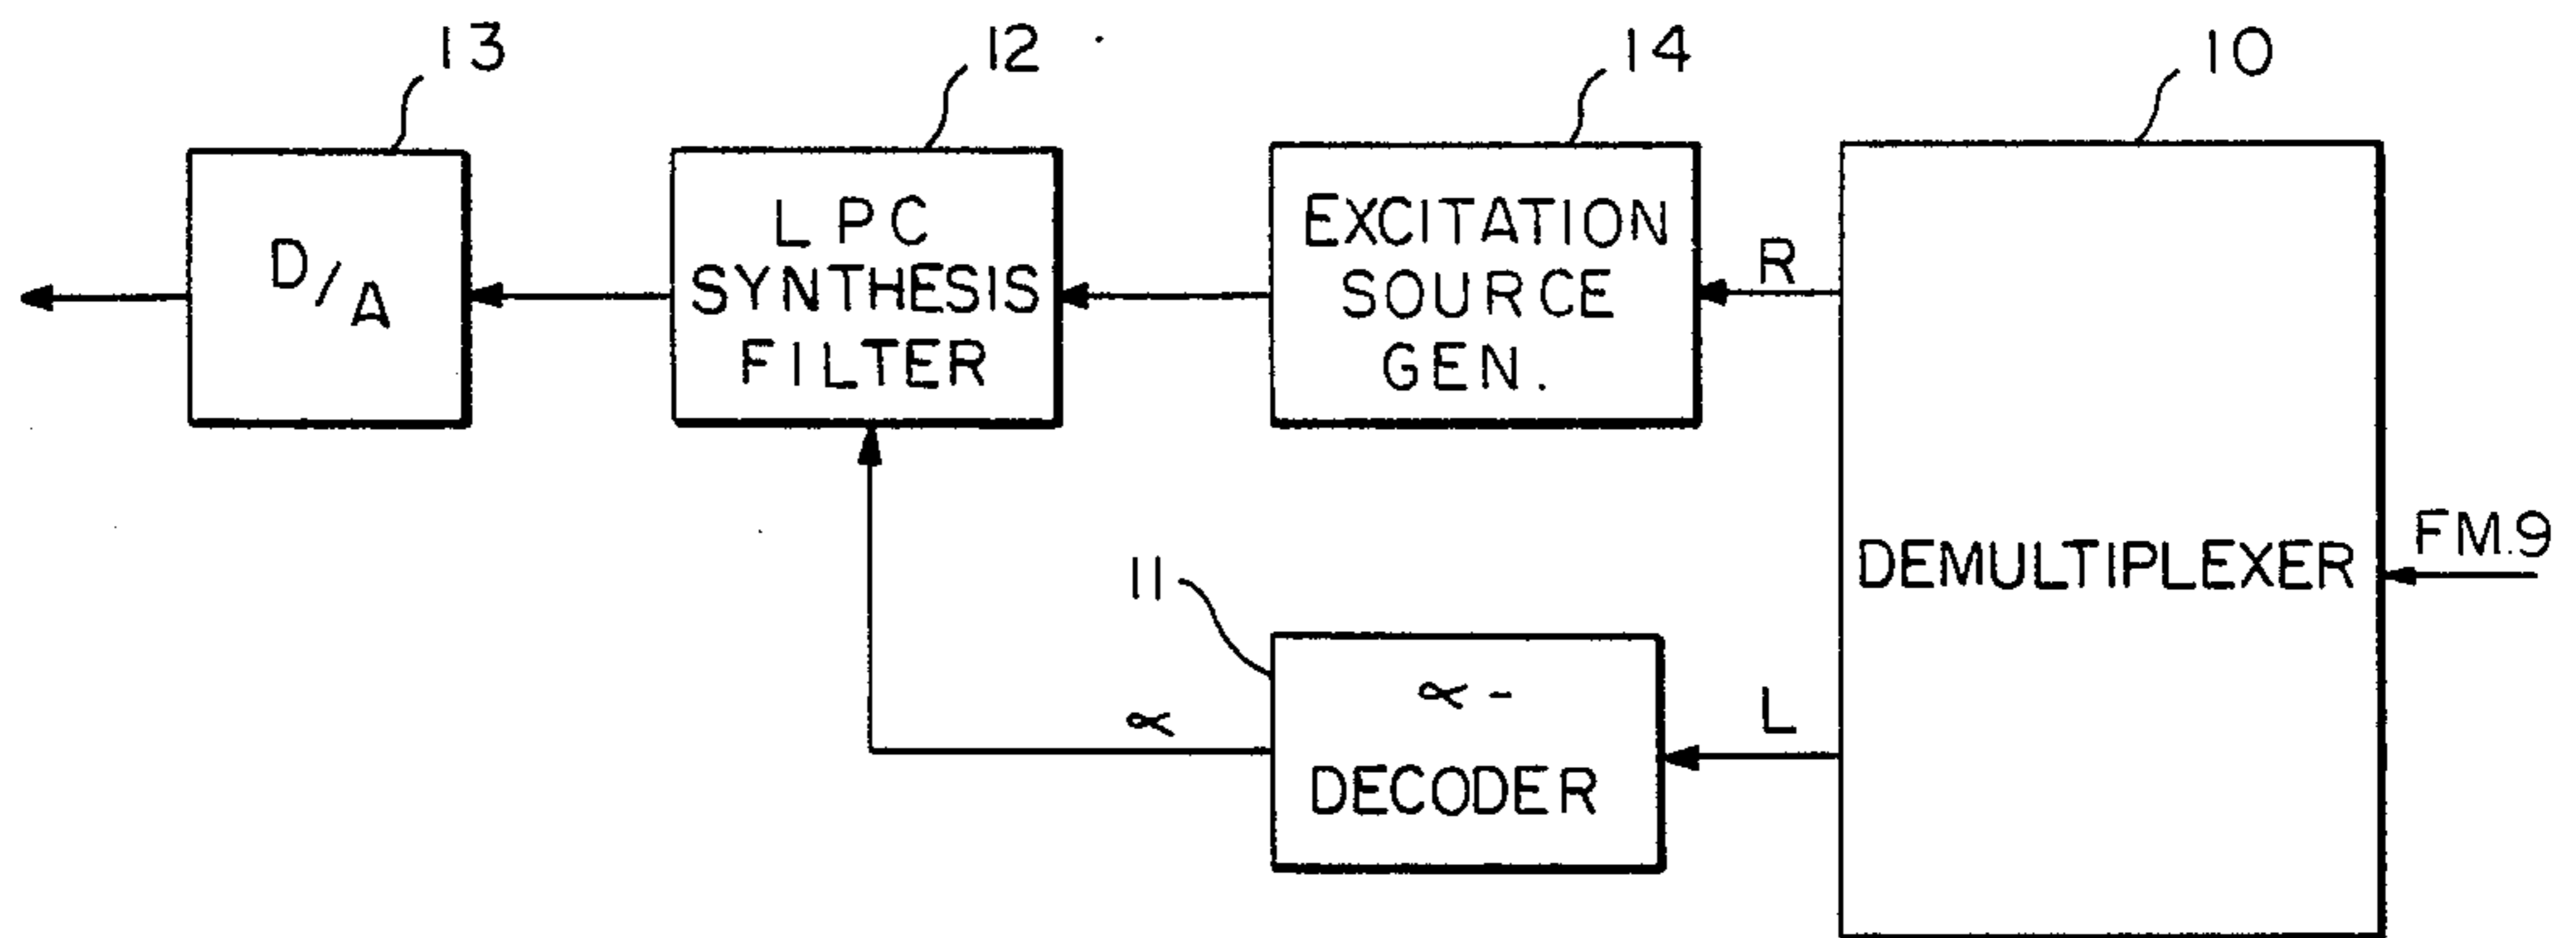 13
12
14
10
D/A
LPC
SYNTHESIS
FILTER
EXCITATION
SOURCE
GEN.
R
DEMULTIPLEXER
FM.9
11
∝-
DECODER
∝
L